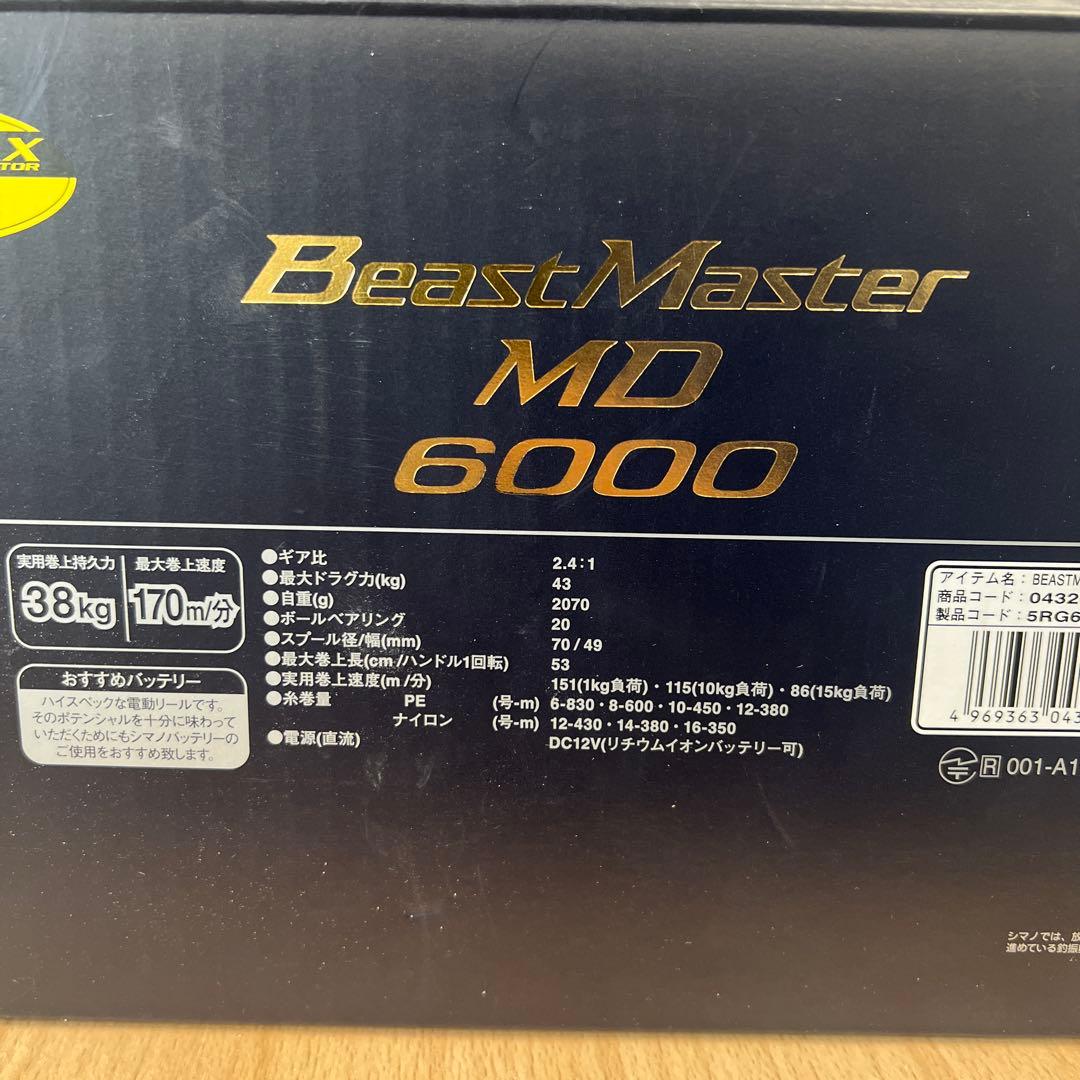 X
TOR
BeastMaster
MD
6000
実用巻上持久力
38kg
最大巻上速度
170m/分
おすすめバッテリー
ハイスペックな電動リールです。
そのポテンシャルを十分に味わって
いただくためにもシマノバッテリーの
ご使用をおすすめ致します。
●ギア比 2.4:1
●最大ドラグ力(kg) 43
●自重(g) 2070
●ボールベアリング 20
●スプール径/幅(mm) 70/49
●最大巻上長(cm/ハンドル1回転) 53
●実用巻上速度(m/分) 151(1kg負荷)・115(10kg負荷)・86(15kg負荷)
●糸巻量 PE (号-m) 6-830・8-600・10-450・12-380
ナイロン (号-m) 12-430・14-380・16-350
●電源(直流) DC12V(リチウムイオンバッテリー可)
アイテム名: BEASTM
商品コード: 0432
製品コード: 5RG6
4 969363 043
R 001-A1
シマノでは、放
進めている釣振